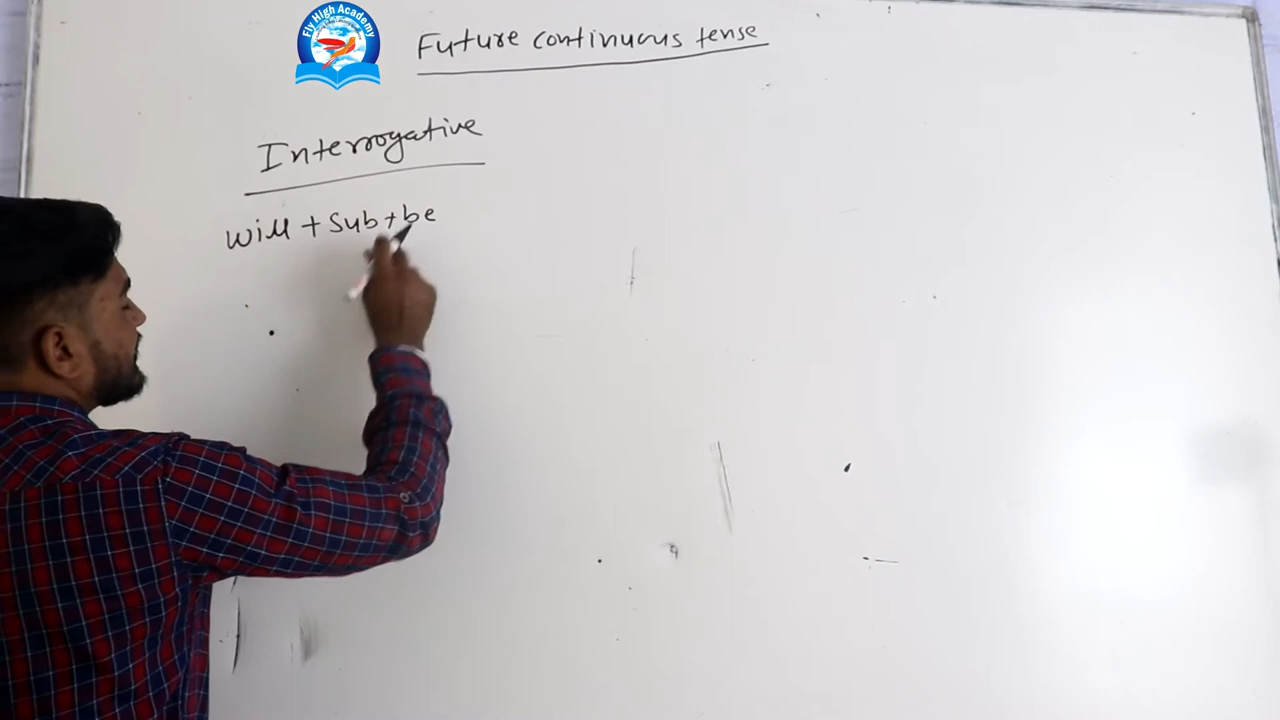 Fly High Academy
Future continuous tense
Interrogative
Will + Sub + be